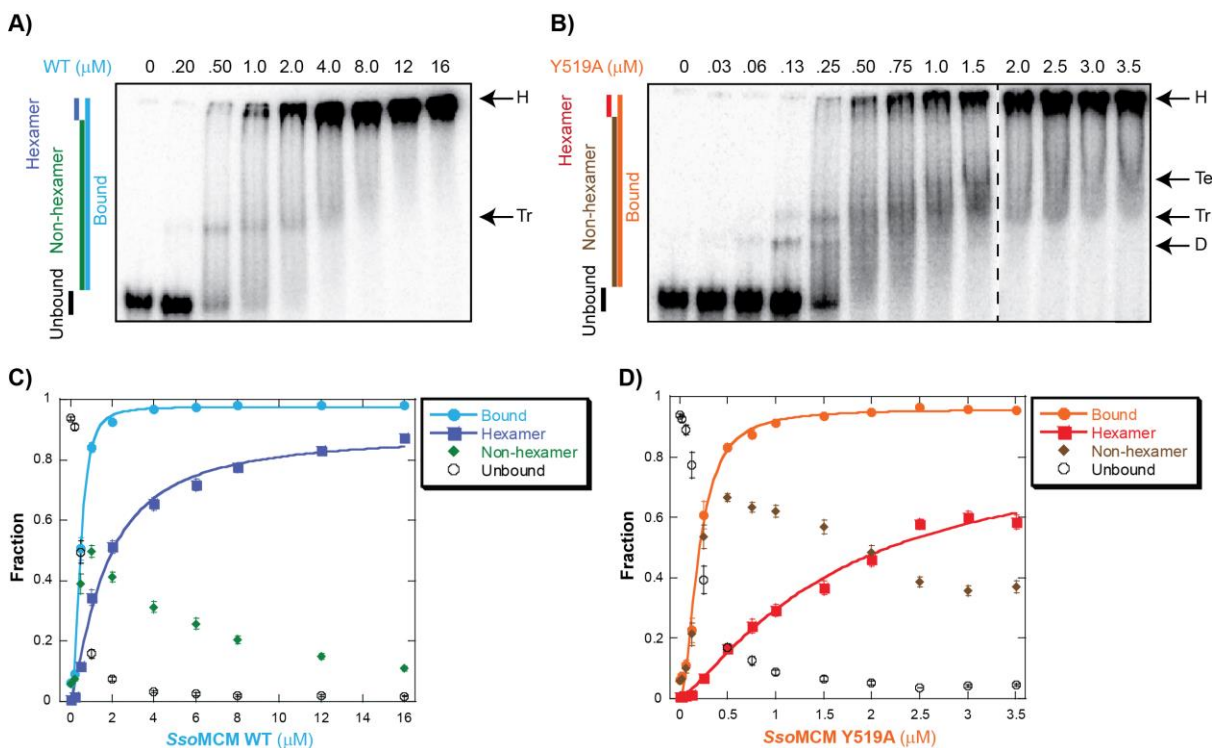 A)
WT (μM) 0 .20 .50 1.0 2.0 4.0 8.0 12 16
Hexamer
Non-hexamer
Bound
Unbound
H
Tr
B)
Y519A (μM) 0 .03 .06 .13 .25 .50 .75 1.0 1.5 2.0 2.5 3.0 3.5
Hexamer
Non-hexamer
Bound
Unbound
H
Te
Tr
D
C)
Fraction
1
0.8
0.6
0.4
0.2
0
0 2 4 6 8 10 12 14 16
SsoMCM WT (μM)
Bound
Hexamer
Non-hexamer
Unbound
D)
Fraction
1
0.8
0.6
0.4
0.2
0
0 0.5 1 1.5 2 2.5 3 3.5
SsoMCM Y519A (μM)
Bound
Hexamer
Non-hexamer
Unbound